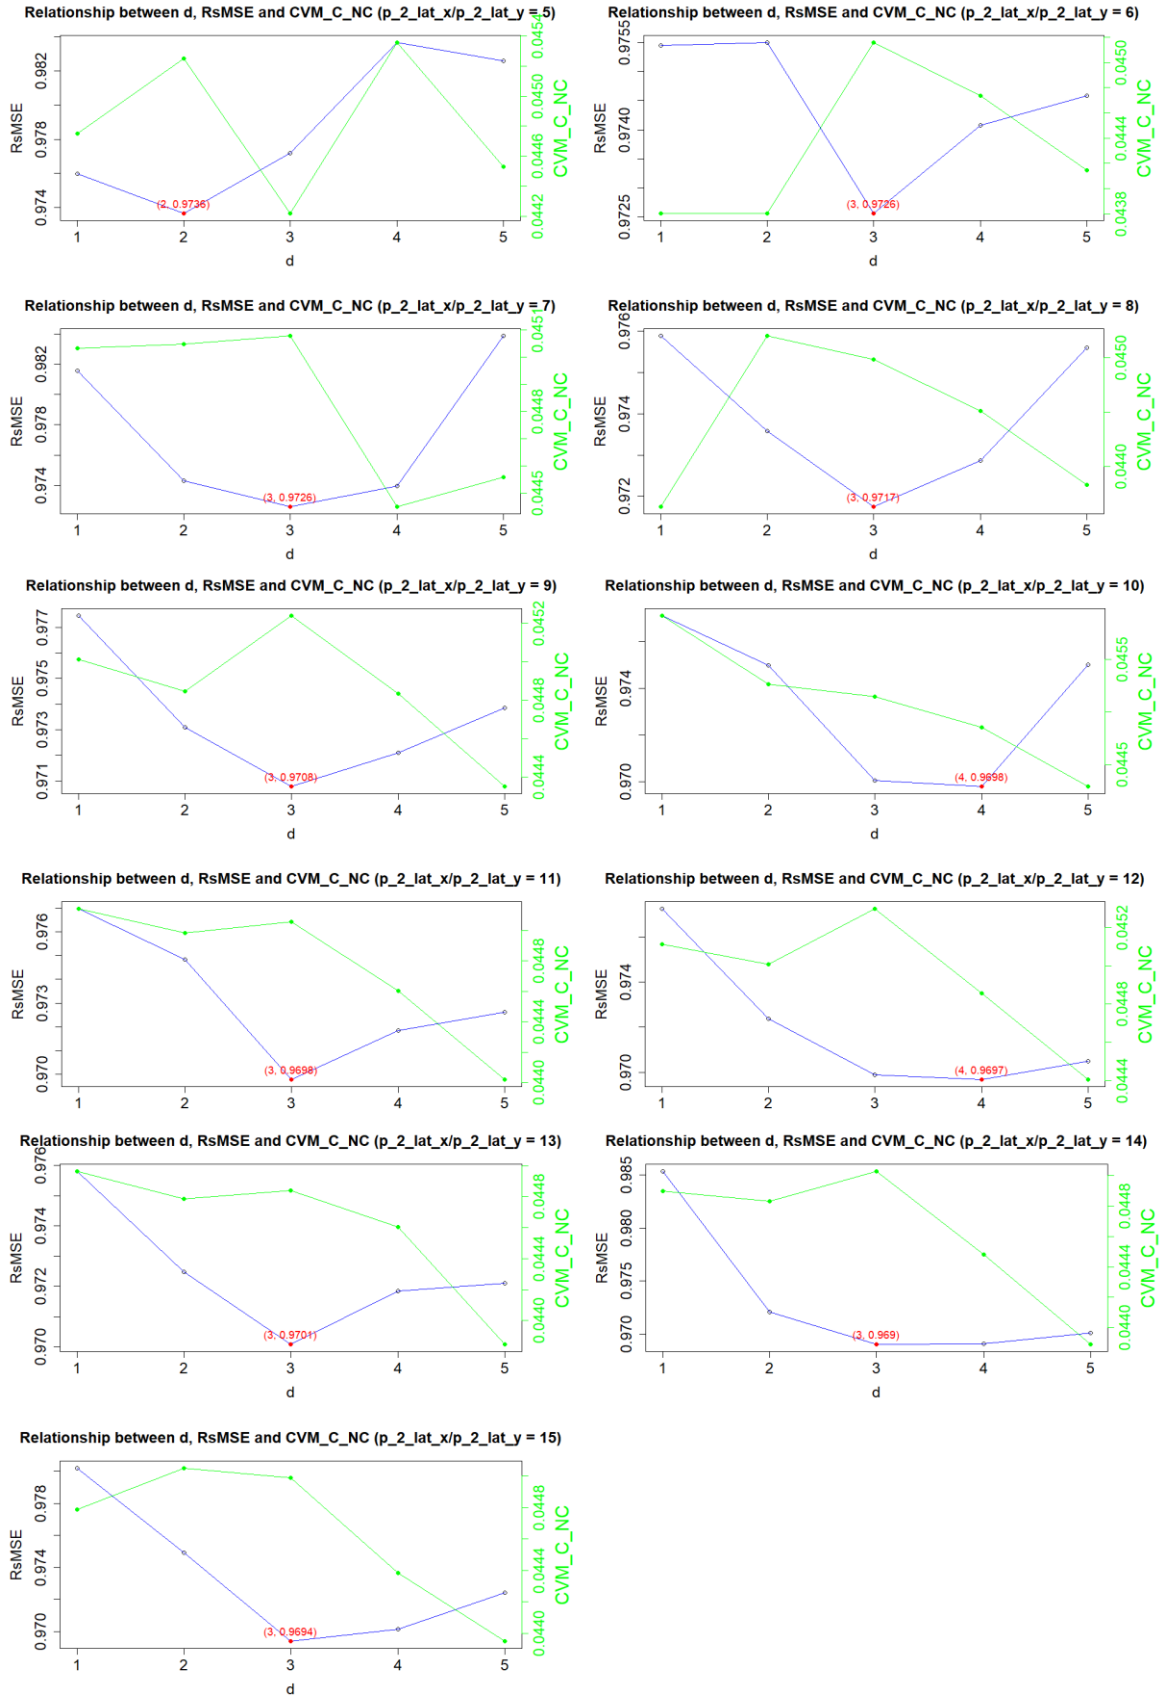 Relationship between d, RsMSE and CVM_C_NC (p_2_lat_x/p_2_lat_y = 5)
RsMSE
0.974 0.978 0.982
(2, 0.9736)
0.0442 0.0446 0.0450 0.0454
CVM_C_NC
1 2 3 4 5
d
Relationship between d, RsMSE and CVM_C_NC (p_2_lat_x/p_2_lat_y = 6)
RsMSE
0.9725 0.9740 0.9755
(3, 0.9726)
0.0438 0.0444 0.0450
CVM_C_NC
1 2 3 4 5
d
Relationship between d, RsMSE and CVM_C_NC (p_2_lat_x/p_2_lat_y = 7)
RsMSE
0.974 0.978 0.982
(3, 0.9726)
0.0445 0.0448 0.0451
CVM_C_NC
1 2 3 4 5
d
Relationship between d, RsMSE and CVM_C_NC (p_2_lat_x/p_2_lat_y = 8)
RsMSE
0.972 0.974 0.976
(3, 0.9717)
0.0440 0.0450
CVM_C_NC
1 2 3 4 5
d
Relationship between d, RsMSE and CVM_C_NC (p_2_lat_x/p_2_lat_y = 9)
RsMSE
0.971 0.973 0.975 0.977
(3, 0.9708)
0.0444 0.0448 0.0452
CVM_C_NC
1 2 3 4 5
d
Relationship between d, RsMSE and CVM_C_NC (p_2_lat_x/p_2_lat_y = 10)
RsMSE
0.970 0.974
(4, 0.9698)
0.0445 0.0455
CVM_C_NC
1 2 3 4 5
d
Relationship between d, RsMSE and CVM_C_NC (p_2_lat_x/p_2_lat_y = 11)
RsMSE
0.970 0.973 0.976
(3, 0.9698)
0.0440 0.0444 0.0448
CVM_C_NC
1 2 3 4 5
d
Relationship between d, RsMSE and CVM_C_NC (p_2_lat_x/p_2_lat_y = 12)
RsMSE
0.970 0.974
(4, 0.9697)
0.0444 0.0448 0.0452
CVM_C_NC
1 2 3 4 5
d
Relationship between d, RsMSE and CVM_C_NC (p_2_lat_x/p_2_lat_y = 13)
RsMSE
0.970 0.972 0.974 0.976
(3, 0.9701)
0.0440 0.0444 0.0448
CVM_C_NC
1 2 3 4 5
d
Relationship between d, RsMSE and CVM_C_NC (p_2_lat_x/p_2_lat_y = 14)
RsMSE
0.970 0.975 0.980 0.985
(3, 0.969)
0.0440 0.0444 0.0448
CVM_C_NC
1 2 3 4 5
d
Relationship between d, RsMSE and CVM_C_NC (p_2_lat_x/p_2_lat_y = 15)
RsMSE
0.970 0.974 0.978
(3, 0.9694)
0.0440 0.0444 0.0448
CVM_C_NC
1 2 3 4 5
d